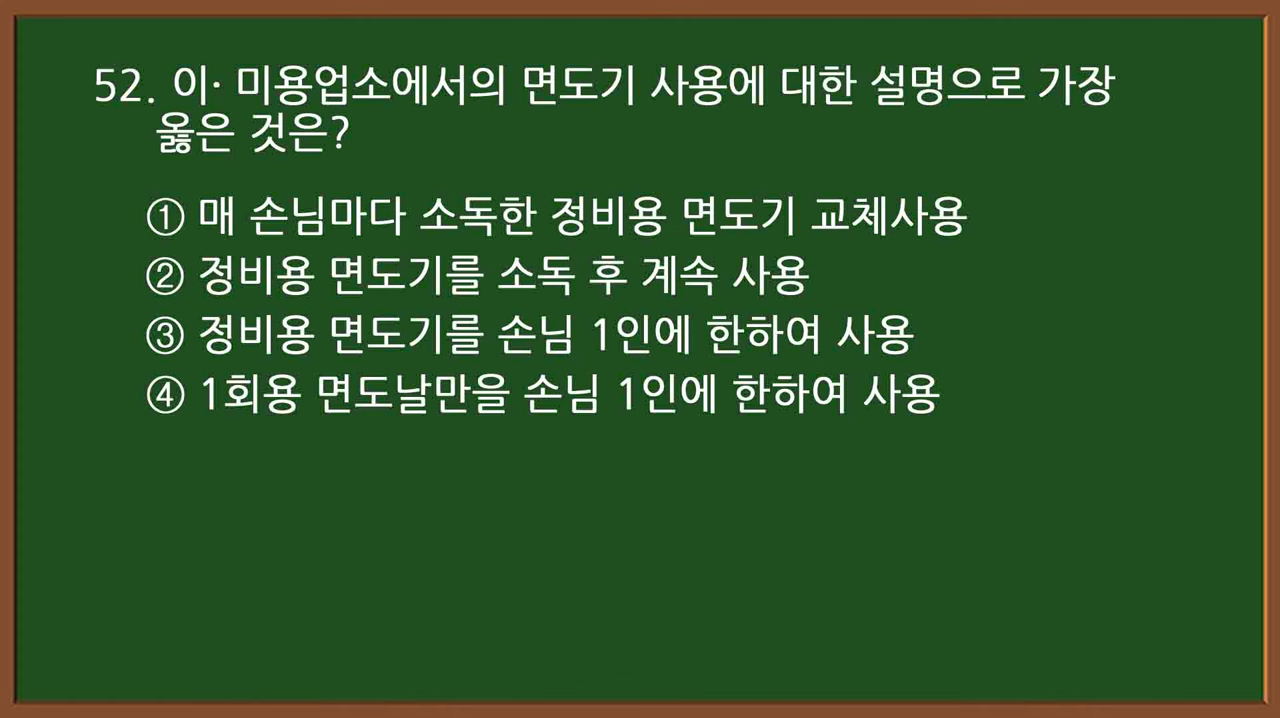 52. 이· 미용업소에서의 면도기 사용에 대한 설명으로 가장
옳은 것은?
① 매 손님마다 소독한 정비용 면도기 교체사용
② 정비용 면도기를 소독 후 계속 사용
③ 정비용 면도기를 손님 1인에 한하여 사용
④ 1회용 면도날만을 손님 1인에 한하여 사용